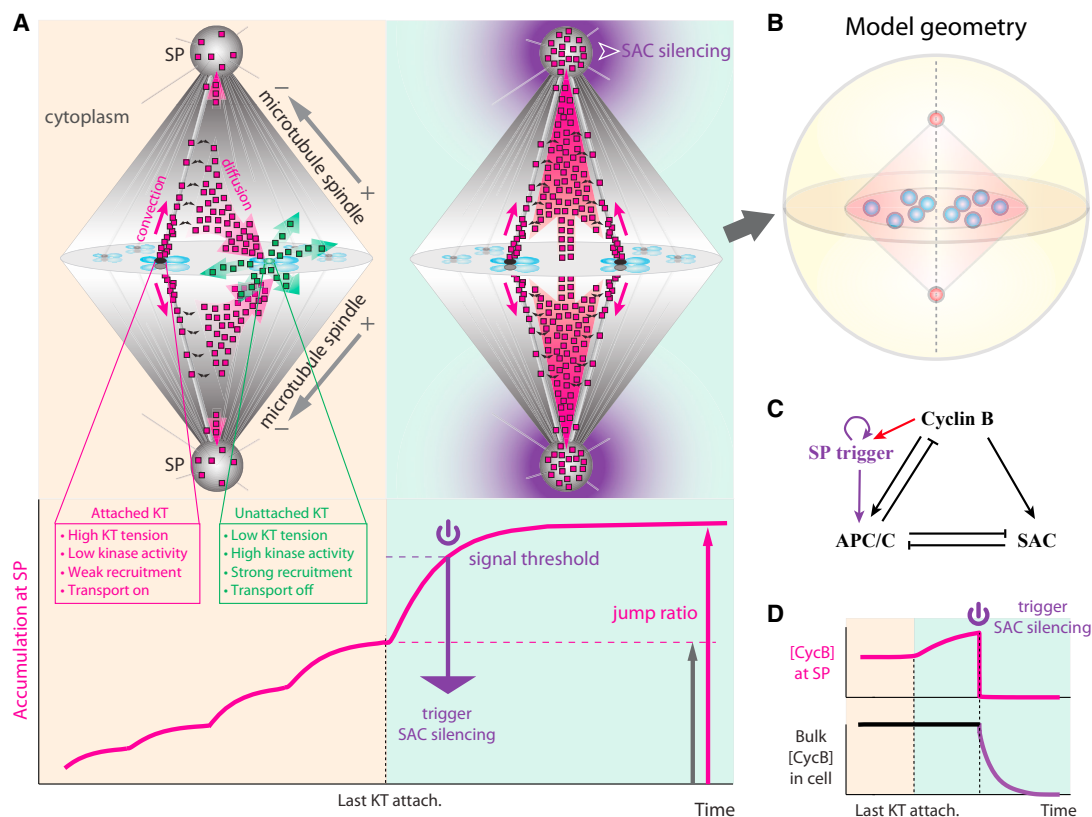 A
SP
SAC silencing
cytoplasm
−
microtubule spindle
+
convection
diffusion
+
microtubule spindle
−
SP
Attached KT
• High KT tension
• Low kinase activity
• Weak recruitment
• Transport on
Unattached KT
• Low KT tension
• High kinase activity
• Strong recruitment
• Transport off
signal threshold
jump ratio
trigger
SAC silencing
Accumulation at SP
Last KT attach.
Time
B
Model geometry
C
Cyclin B
SP trigger
APC/C
SAC
D
trigger
SAC silencing
[CycB]
at SP
Bulk
[CycB]
in cell
Last KT attach.
Time